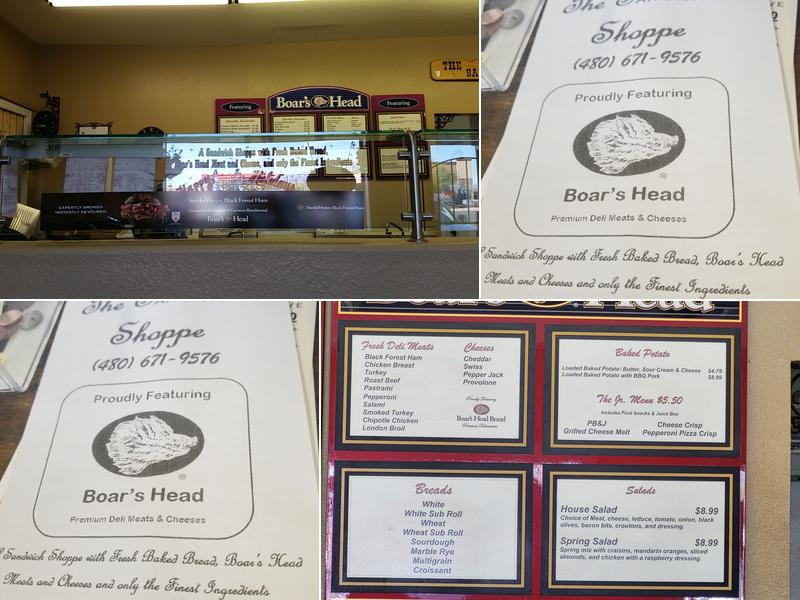 THE
SA
Featuring
Boar's Head
Featuring
A Sandwich Shoppe with Fresh Baked Bread,
Boar's Head Meat and Cheeses, and only the Finest Ingredients
EXPERTLY SMOKED.
INSTANTLY DEVOURED.
SmokeMaster Black Forest Ham
Boar's Head
SmokeMaster Black Forest Ham
The
Shoppe
(480) 671-9576
Proudly Featuring
®
Boar's Head
Premium Deli Meats & Cheeses
Sandwich Shoppe with Fresh Baked Bread, Boar's Head
Meats and Cheeses and only the Finest Ingredients
The
Shoppe
(480) 671-9576
Proudly Featuring
®
Boar's Head
Premium Deli Meats & Cheeses
Sandwich Shoppe with Fresh Baked Bread, Boar's Head
Meats and Cheeses and only the Finest Ingredients
Boar's Head
Fresh Deli Meats
Black Forest Ham
Chicken Breast
Turkey
Roast Beef
Pastrami
Pepperoni
Salami
Smoked Turkey
Chipotle Chicken
London Broil
Cheeses
Cheddar
Swiss
Pepper Jack
Provolone
Proudly Featuring
Boar's Head Brand
Premium Delicatessen
Baked Potato
Loaded Baked Potato: Butter, Sour Cream & Cheese $4.79
Loaded Baked Potato with BBQ Pork $8.99
The Jr. Menu $5.50
Includes Fruit Snacks & Juice Box
PB&J Cheese Crisp
Grilled Cheese Melt Pepperoni Pizza Crisp
Breads
White
White Sub Roll
Wheat
Wheat Sub Roll
Sourdough
Marble Rye
Multigrain
Croissant
Salads
House Salad $8.99
Choice of Meat, cheese, lettuce, tomato, onion, black
olives, bacon bits, croutons, and dressing.
Spring Salad $8.99
Spring mix with craisins, mandarin oranges, sliced
almonds, and chicken with a raspberry dressing.